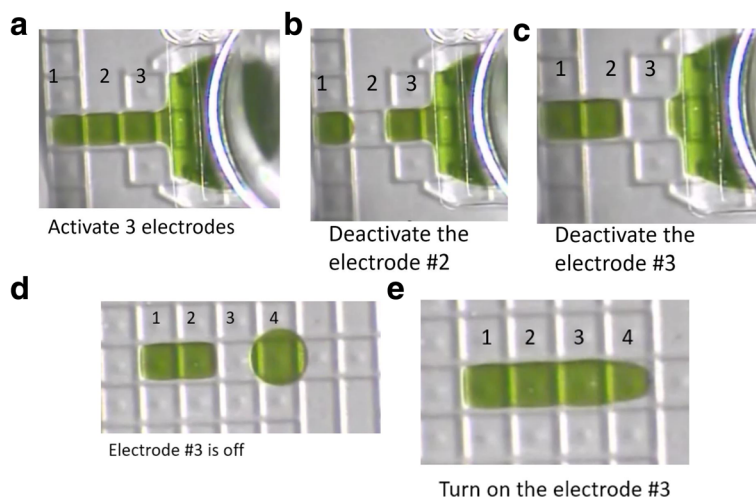 a
1 2 3
Activate 3 electrodes
b
1 2 3
Deactivate the
electrode #2
c
1 2 3
Deactivate the
electrode #3
d
1 2 3 4
Electrode #3 is off
e
1 2 3 4
Turn on the electrode #3